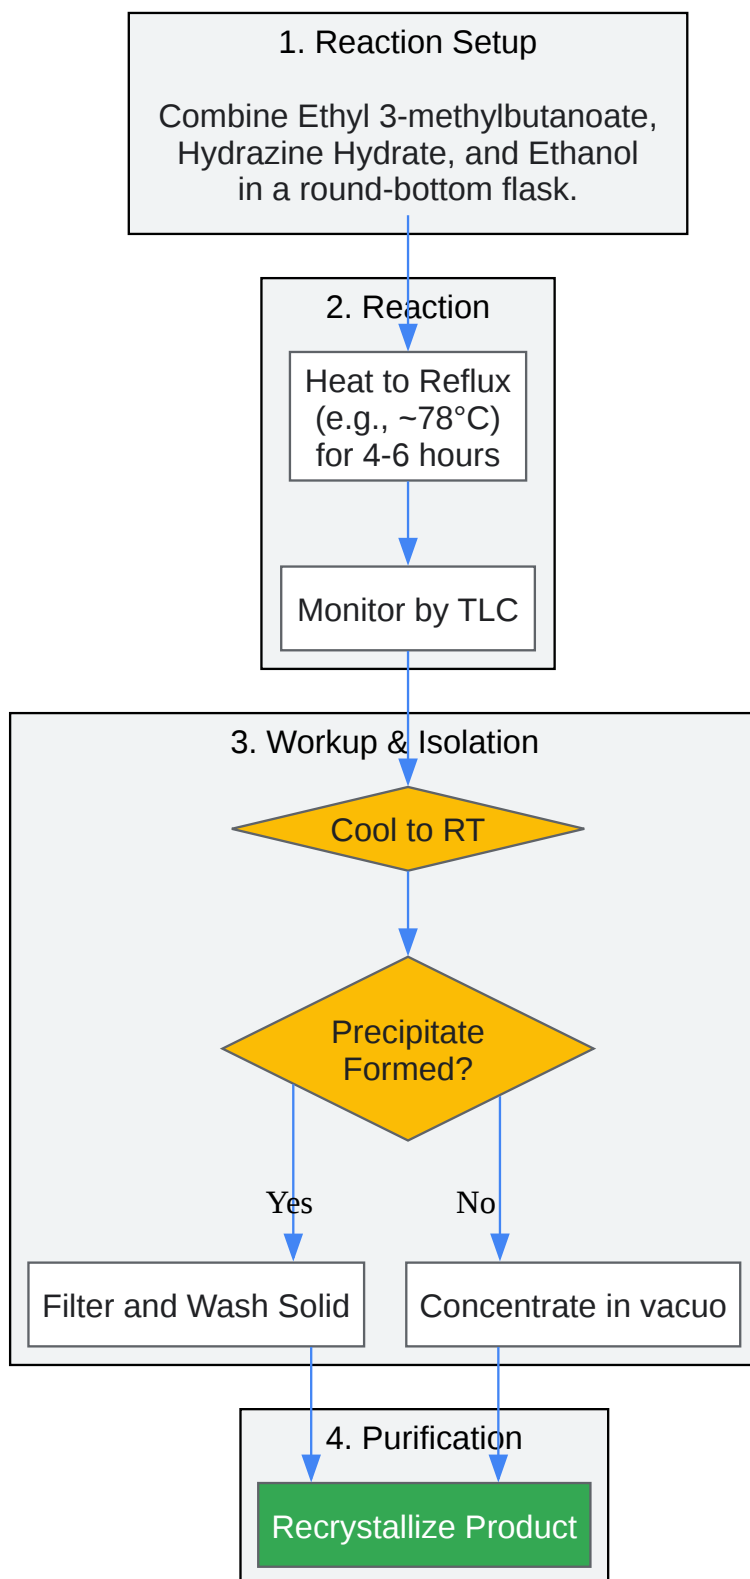 1. Reaction Setup
Combine Ethyl 3-methylbutanoate,
Hydrazine Hydrate, and Ethanol
in a round-bottom flask.
2. Reaction
Heat to Reflux
(e.g., ~78°C)
for 4-6 hours
Monitor by TLC
3. Workup & Isolation
Cool to RT
Precipitate
Formed?
Yes
No
Filter and Wash Solid
Concentrate in vacuo
4. Purification
Recrystallize Product